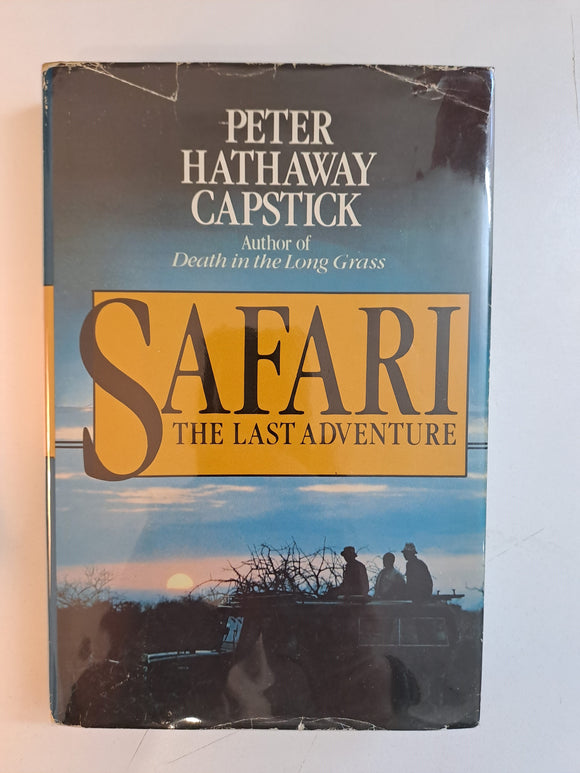 PETER
HATHAWAY
CAPSTICK
Author of
Death in the Long Grass
SAFARI
THE LAST ADVENTURE